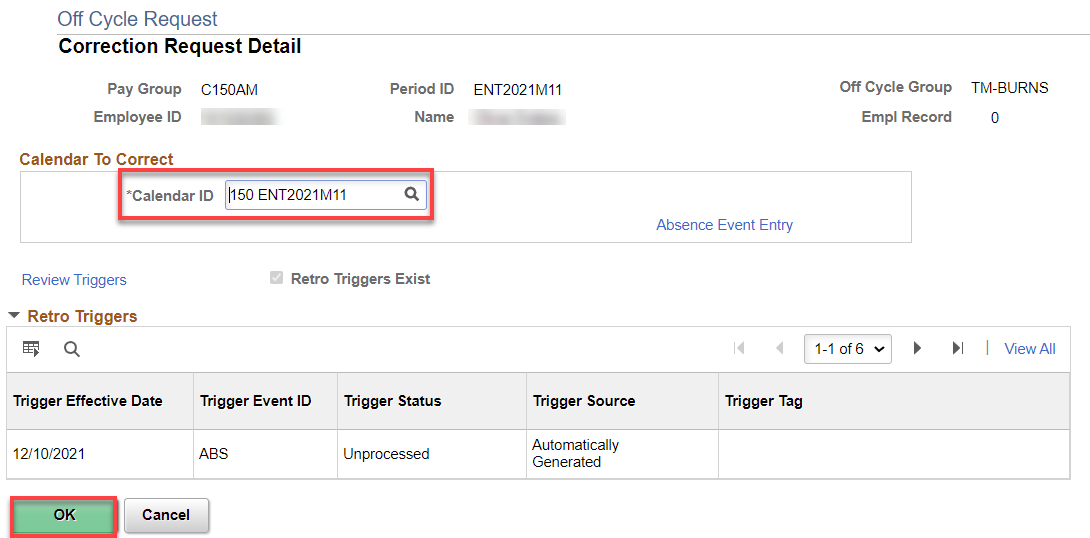 Off Cycle Request
Correction Request Detail
Pay Group C150AM Period ID ENT2021M11 Off Cycle Group TM-BURNS
Employee ID Name Empl Record 0
Calendar To Correct
*Calendar ID 150 ENT2021M11
Absence Event Entry
Review Triggers Retro Triggers Exist
Retro Triggers
1-1 of 6 | View All
Trigger Effective Date Trigger Event ID Trigger Status Trigger Source Trigger Tag
12/10/2021 ABS Unprocessed Automatically
Generated
OK Cancel